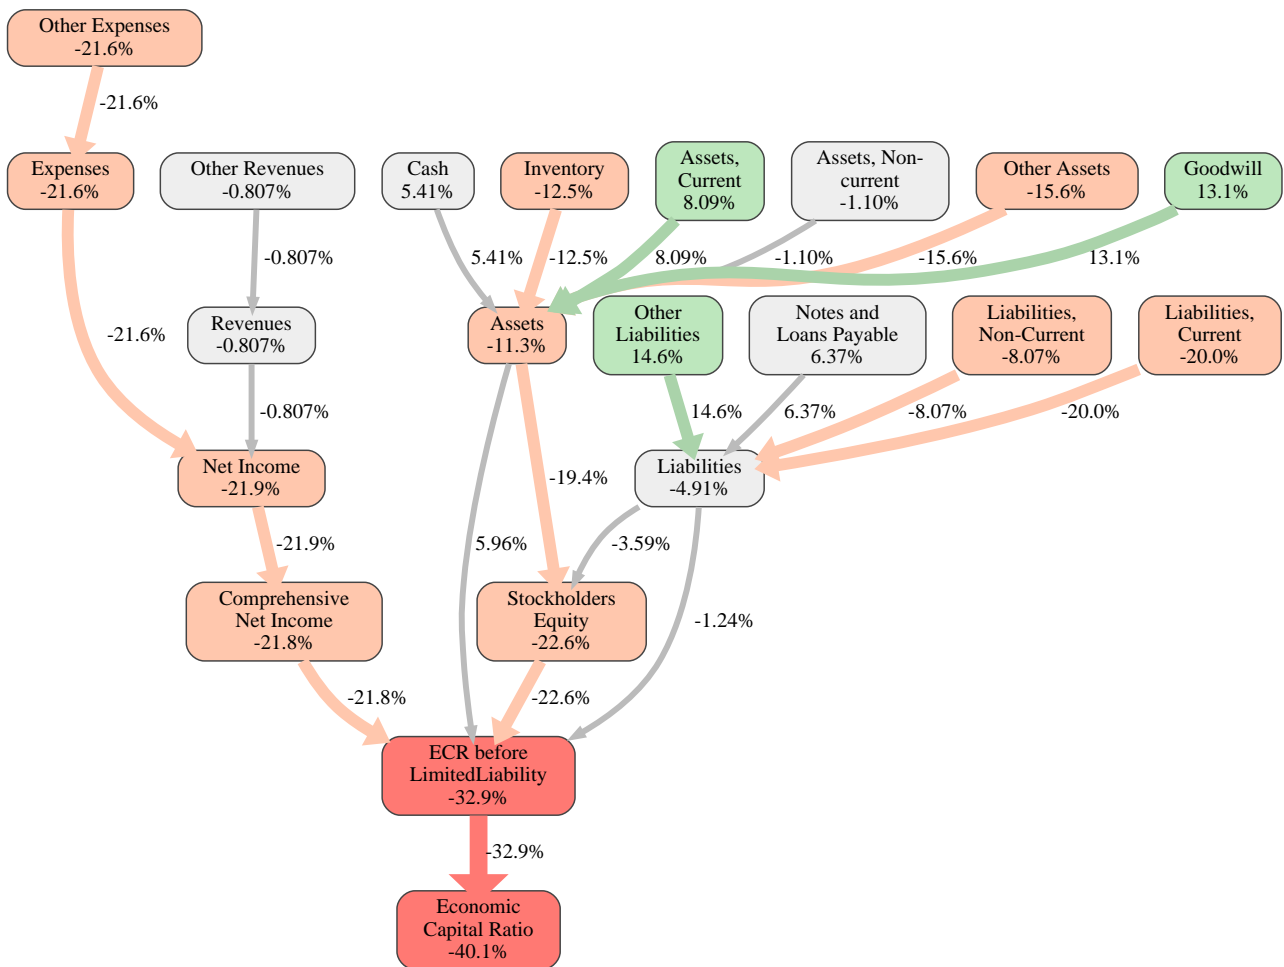 Other Expenses
-21.6%
-21.6%
Expenses
-21.6%
Other Revenues
-0.807%
Cash
5.41%
Inventory
-12.5%
Assets,
Current
8.09%
Assets, Non-
current
-1.10%
Other Assets
-15.6%
Goodwill
13.1%
-0.807%
5.41%
-12.5%
8.09%
-1.10%
-15.6%
13.1%
-21.6%
Revenues
-0.807%
Assets
-11.3%
Other
Liabilities
14.6%
Notes and
Loans Payable
6.37%
Liabilities,
Non-Current
-8.07%
Liabilities,
Current
-20.0%
-0.807%
14.6%
6.37%
-8.07%
-20.0%
Net Income
-21.9%
-19.4%
Liabilities
-4.91%
-21.9%
5.96%
-3.59%
Comprehensive
Net Income
-21.8%
Stockholders
Equity
-22.6%
-1.24%
-21.8%
-22.6%
ECR before
LimitedLiability
-32.9%
-32.9%
Economic
Capital Ratio
-40.1%